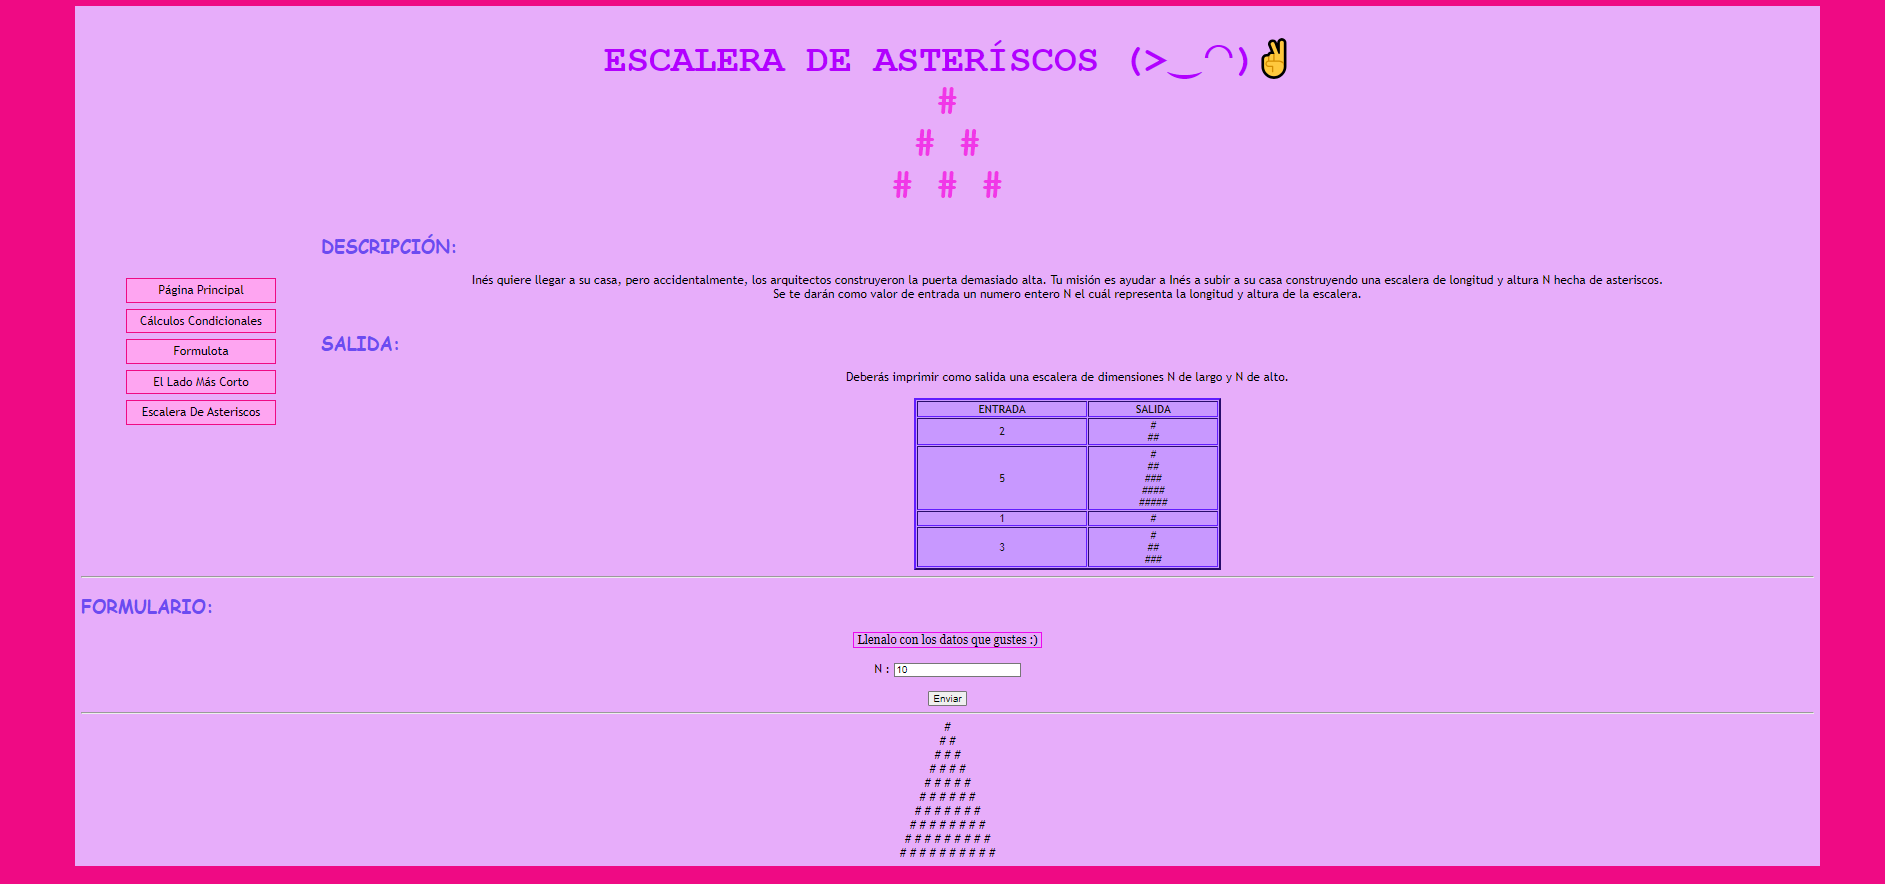 ESCALERA DE ASTERÍSCOS (>‿◠)✌
#
# #
# # #
Página Principal
Cálculos Condicionales
Formulota
El Lado Más Corto
Escalera De Asteriscos
DESCRIPCIÓN:
Inés quiere llegar a su casa, pero accidentalmente, los arquitectos construyeron la puerta demasiado alta. Tu misión es ayudar a Inés a subir a su casa construyendo una escalera de longitud y altura N hecha de asteriscos.
Se te darán como valor de entrada un numero entero N el cuál representa la longitud y altura de la escalera.
SALIDA:
Deberás imprimir como salida una escalera de dimensiones N de largo y N de alto.
ENTRADA SALIDA
2
#
##
5
#
##
###
####
#####
1 #
3
#
##
###
FORMULARIO:
Llenalo con los datos que gustes :)
N : 10
Enviar
#
# #
# # #
# # # #
# # # # #
# # # # # #
# # # # # # #
# # # # # # # #
# # # # # # # # #
# # # # # # # # # #